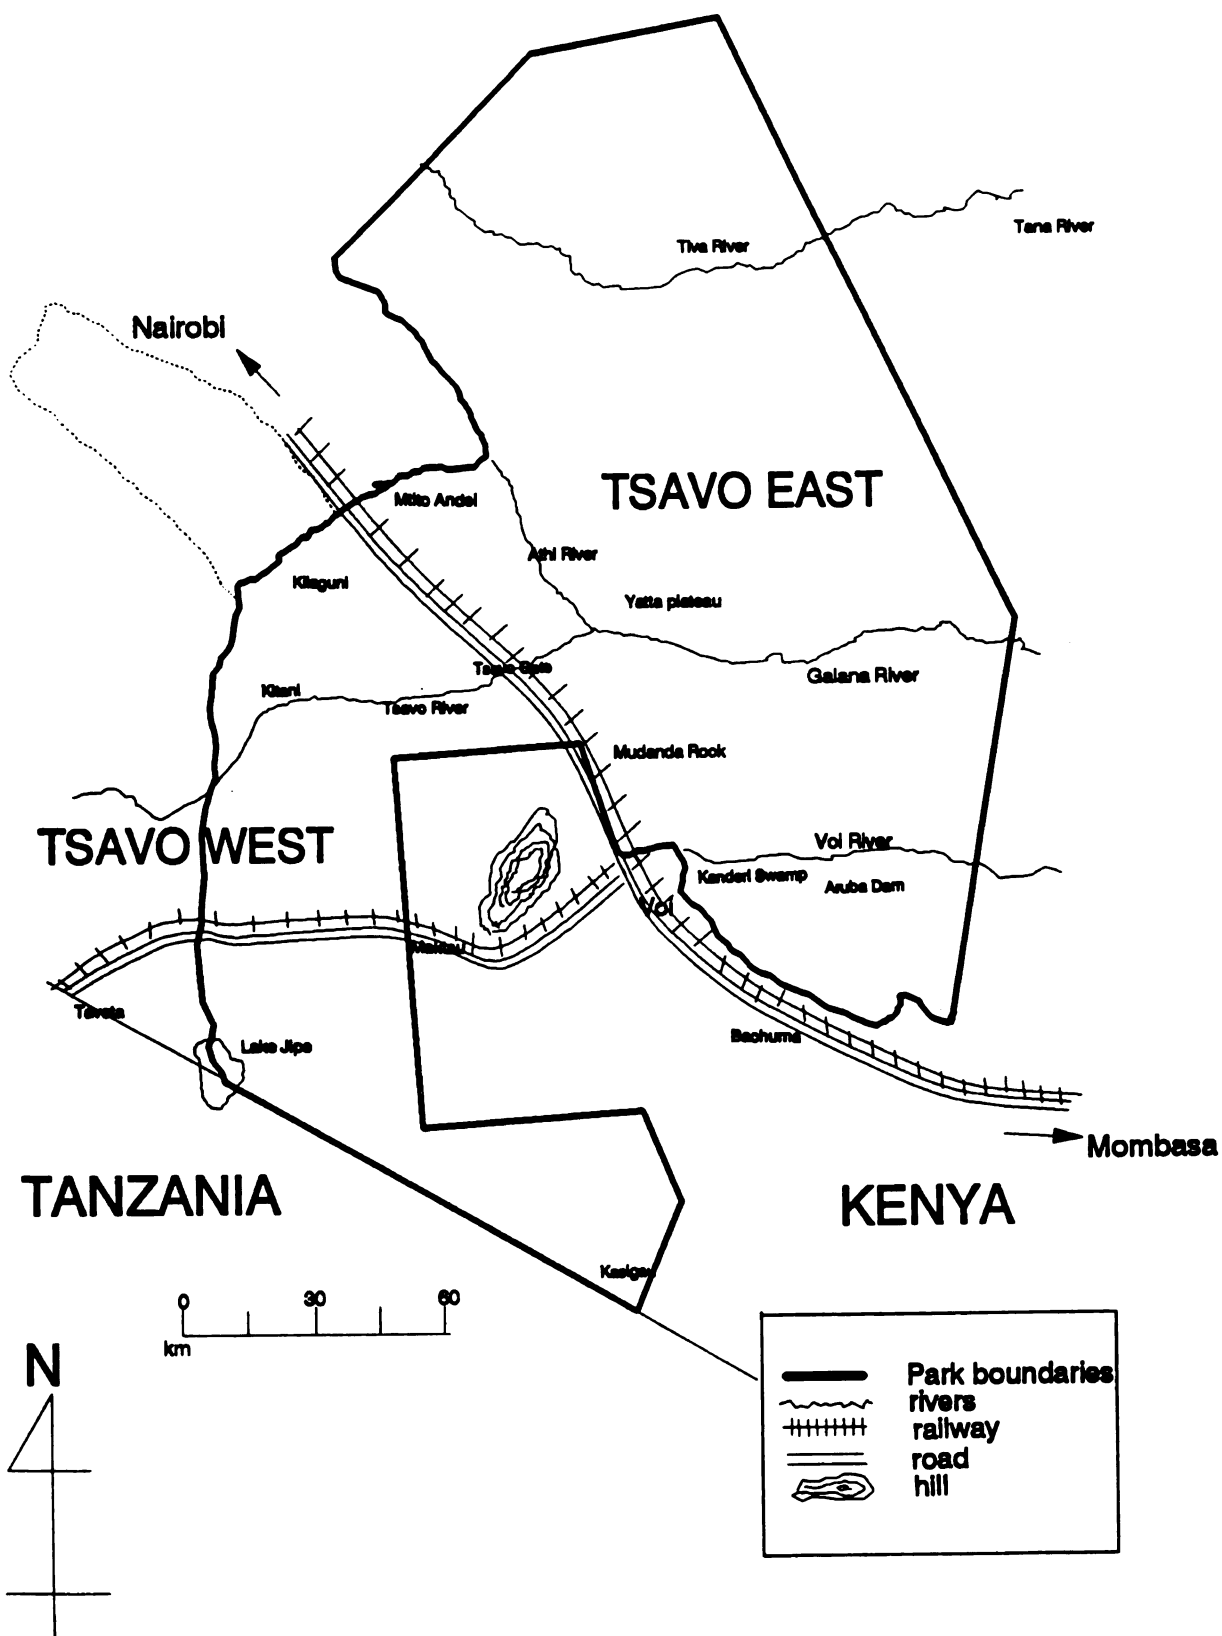 Tana River
Tiva River
Nairobi
TSAVO EAST
Mtito Andei
Athi River
Kilaguni
Yatta plateau
Tsavo Gate
Galana River
Kitani
Tsavo River
Mudanda Rock
TSAVO WEST
Voi River
Kanderi Swamp
Aruba Dam
Voi
Maktau
Taveta
Bachuma
Lake Jipe
Mombasa
TANZANIA
KENYA
Kasigau
0 30 60
km
N
Park boundaries
rivers
railway
road
hill